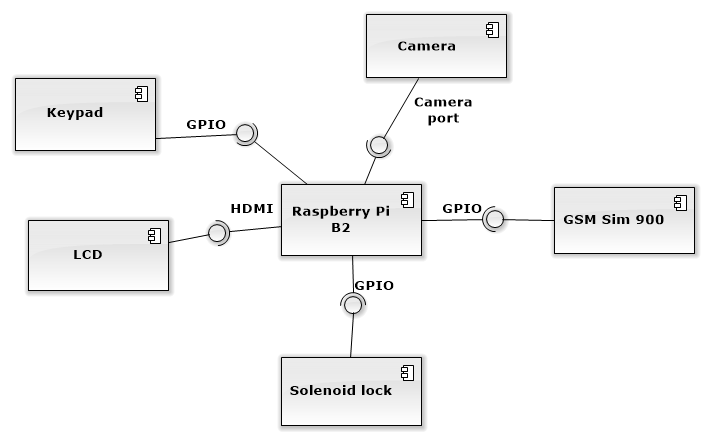 Camera
Camera
port
Keypad
GPIO
HDMI
Raspberry Pi
B2
GPIO
GSM Sim 900
LCD
GPIO
Solenoid lock